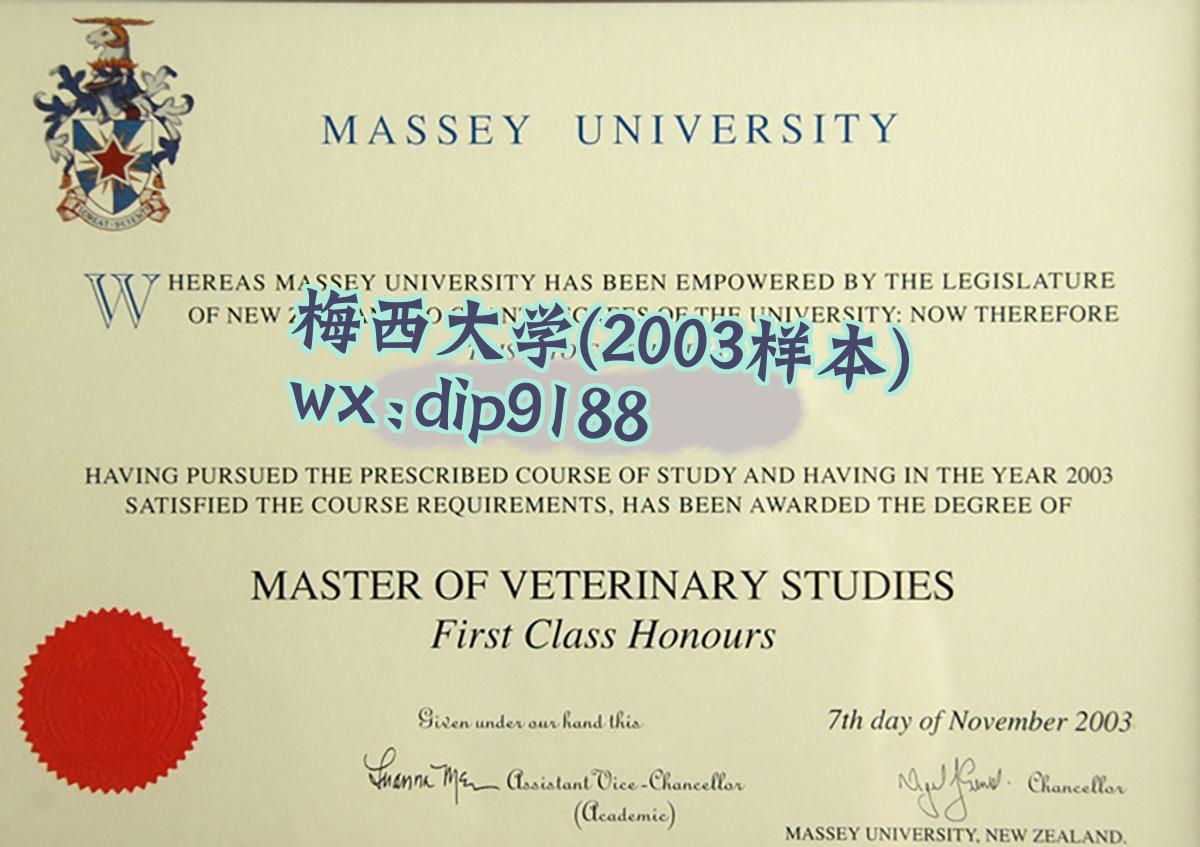 MASSEY UNIVERSITY
WHEREAS MASSEY UNIVERSITY HAS BEEN EMPOWERED BY THE LEGISLATURE
OF NEW OF THE UNIVERSITY: NOW THEREFORE
梅西大学(2003样本)
wx:dip9188
HAVING PURSUED THE PRESCRIBED COURSE OF STUDY AND HAVING IN THE YEAR 2003
SATISFIED THE COURSE REQUIREMENTS, HAS BEEN AWARDED THE DEGREE OF
MASTER OF VETERINARY STUDIES
First Class Honours
Given under our hand this 7th day of November 2003
Assistant Vice-Chancellor Chancellor
(Academic)
MASSEY UNIVERSITY, NEW ZEALAND.